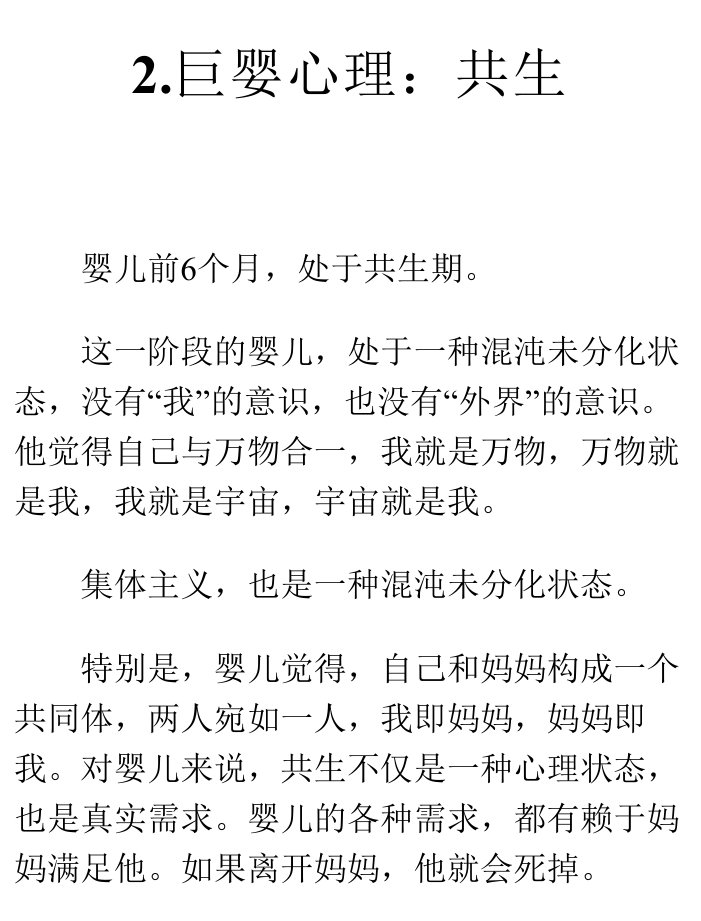 2.巨婴心理：共生
婴儿前6个月，处于共生期。
这一阶段的婴儿，处于一种混沌未分化状
态，没有“我”的意识，也没有“外界”的意识。
他觉得自己与万物合一，我就是万物，万物就
是我，我就是宇宙，宇宙就是我。
集体主义，也是一种混沌未分化状态。
特别是，婴儿觉得，自己和妈妈构成一个
共同体，两人宛如一人，我即妈妈，妈妈即
我。对婴儿来说，共生不仅是一种心理状态，
也是真实需求。婴儿的各种需求，都有赖于妈
妈满足他。如果离开妈妈，他就会死掉。